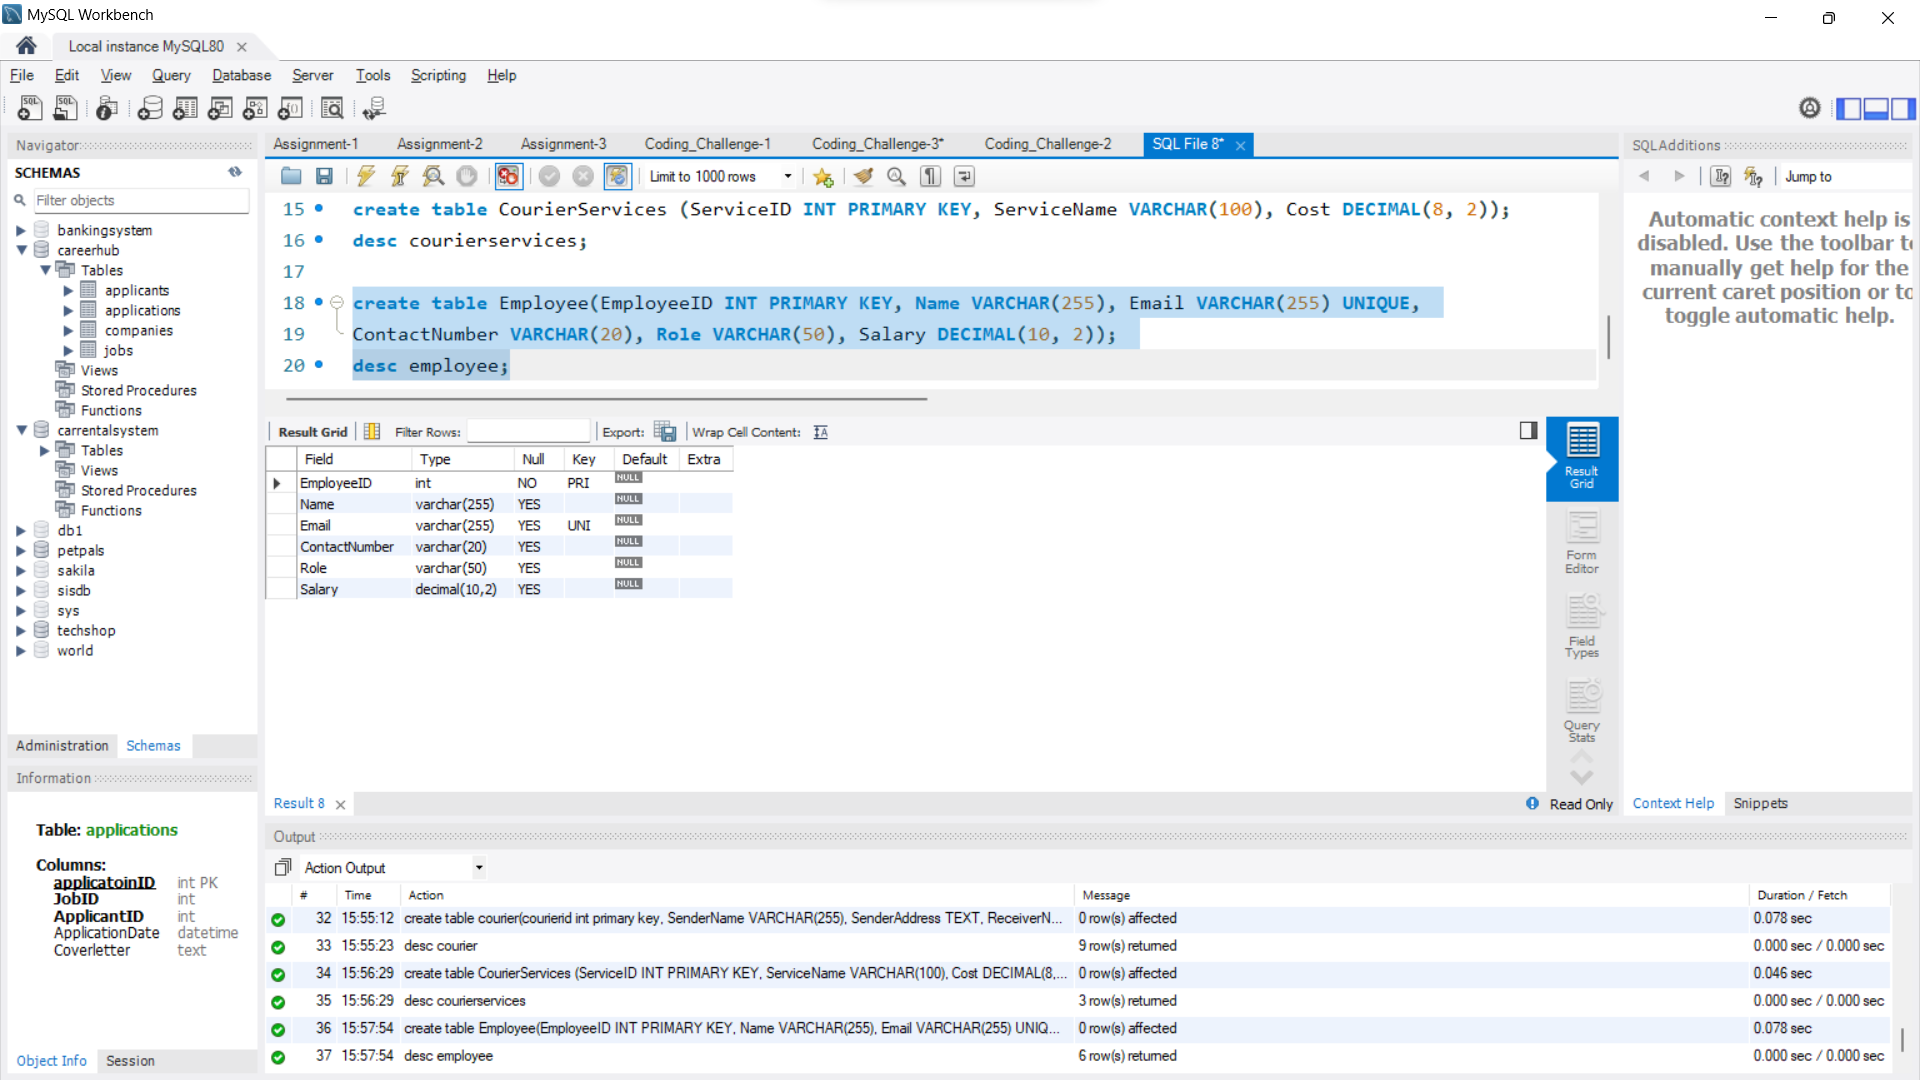 MySQL Workbench
Local instance MySQL80
File Edit View Query Database Server Tools Scripting Help
Navigator
SCHEMAS
Filter objects
bankingsystem
careerhub
Tables
applicants
applications
companies
jobs
Views
Stored Procedures
Functions
carrentalsystem
Tables
Views
Stored Procedures
Functions
db1
petpals
sakila
sisdb
sys
techshop
world
Administration Schemas
Information
Table: applications
Columns:
applicatoinID int PK
JobID int
ApplicantID int
ApplicationDate datetime
Coverletter text
Object Info Session
Assignment-1 Assignment-2 Assignment-3 Coding_Challenge-1 Coding_Challenge-3* Coding_Challenge-2 SQL File 8*
Limit to 1000 rows
15 create table CourierServices (ServiceID INT PRIMARY KEY, ServiceName VARCHAR(100), Cost DECIMAL(8, 2));
16 desc courierservices;
17
18 create table Employee(EmployeeID INT PRIMARY KEY, Name VARCHAR(255), Email VARCHAR(255) UNIQUE,
19 ContactNumber VARCHAR(20), Role VARCHAR(50), Salary DECIMAL(10, 2));
20 desc employee;
Result Grid Filter Rows: Export: Wrap Cell Content:
Field Type Null Key Default Extra
EmployeeID int NO PRI NULL
Name varchar(255) YES NULL
Email varchar(255) YES UNI NULL
ContactNumber varchar(20) YES NULL
Role varchar(50) YES NULL
Salary decimal(10,2) YES NULL
Result Grid
Form Editor
Field Types
Query Stats
Result 8
Read Only
SQLAdditions
Jump to
Automatic context help is
disabled. Use the toolbar to
manually get help for the
current caret position or to
toggle automatic help.
Context Help Snippets
Output
Action Output
# Time Action Message Duration / Fetch
32 15:55:12 create table courier(courierid int primary key, SenderName VARCHAR(255), SenderAddress TEXT, ReceiverN... 0 row(s) affected 0.078 sec
33 15:55:23 desc courier 9 row(s) returned 0.000 sec / 0.000 sec
34 15:56:29 create table CourierServices (ServiceID INT PRIMARY KEY, ServiceName VARCHAR(100), Cost DECIMAL(8,... 0 row(s) affected 0.046 sec
35 15:56:29 desc courierservices 3 row(s) returned 0.000 sec / 0.000 sec
36 15:57:54 create table Employee(EmployeeID INT PRIMARY KEY, Name VARCHAR(255), Email VARCHAR(255) UNIQ... 0 row(s) affected 0.078 sec
37 15:57:54 desc employee 6 row(s) returned 0.000 sec / 0.000 sec